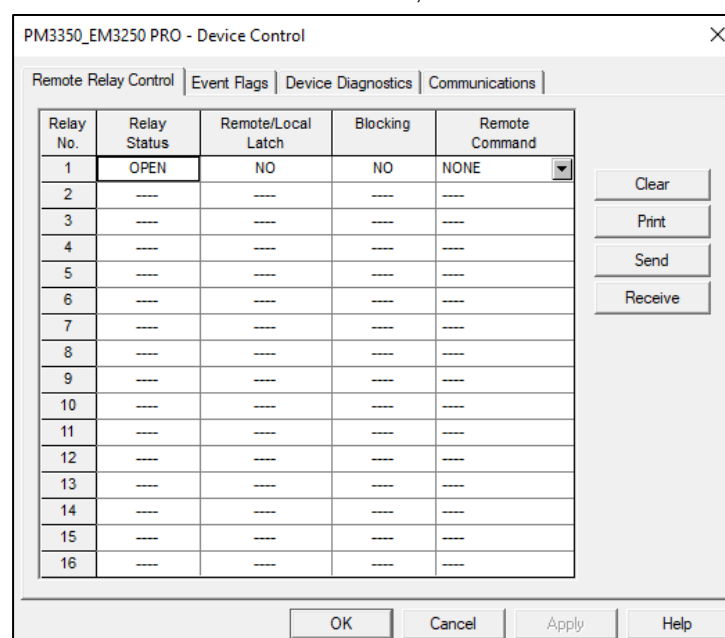 PM3350_EM3250 PRO - Device Control
Remote Relay Control Event Flags Device Diagnostics Communications
Relay No. Relay Status Remote/Local Latch Blocking Remote Command
1 OPEN NO NO NONE
2 ---- ---- ---- ----
3 ---- ---- ---- ----
4 ---- ---- ---- ----
5 ---- ---- ---- ----
6 ---- ---- ---- ----
7 ---- ---- ---- ----
8 ---- ---- ---- ----
9 ---- ---- ---- ----
10 ---- ---- ---- ----
11 ---- ---- ---- ----
12 ---- ---- ---- ----
13 ---- ---- ---- ----
14 ---- ---- ---- ----
15 ---- ---- ---- ----
16 ---- ---- ---- ----
Clear
Print
Send
Receive
OK Cancel Apply Help